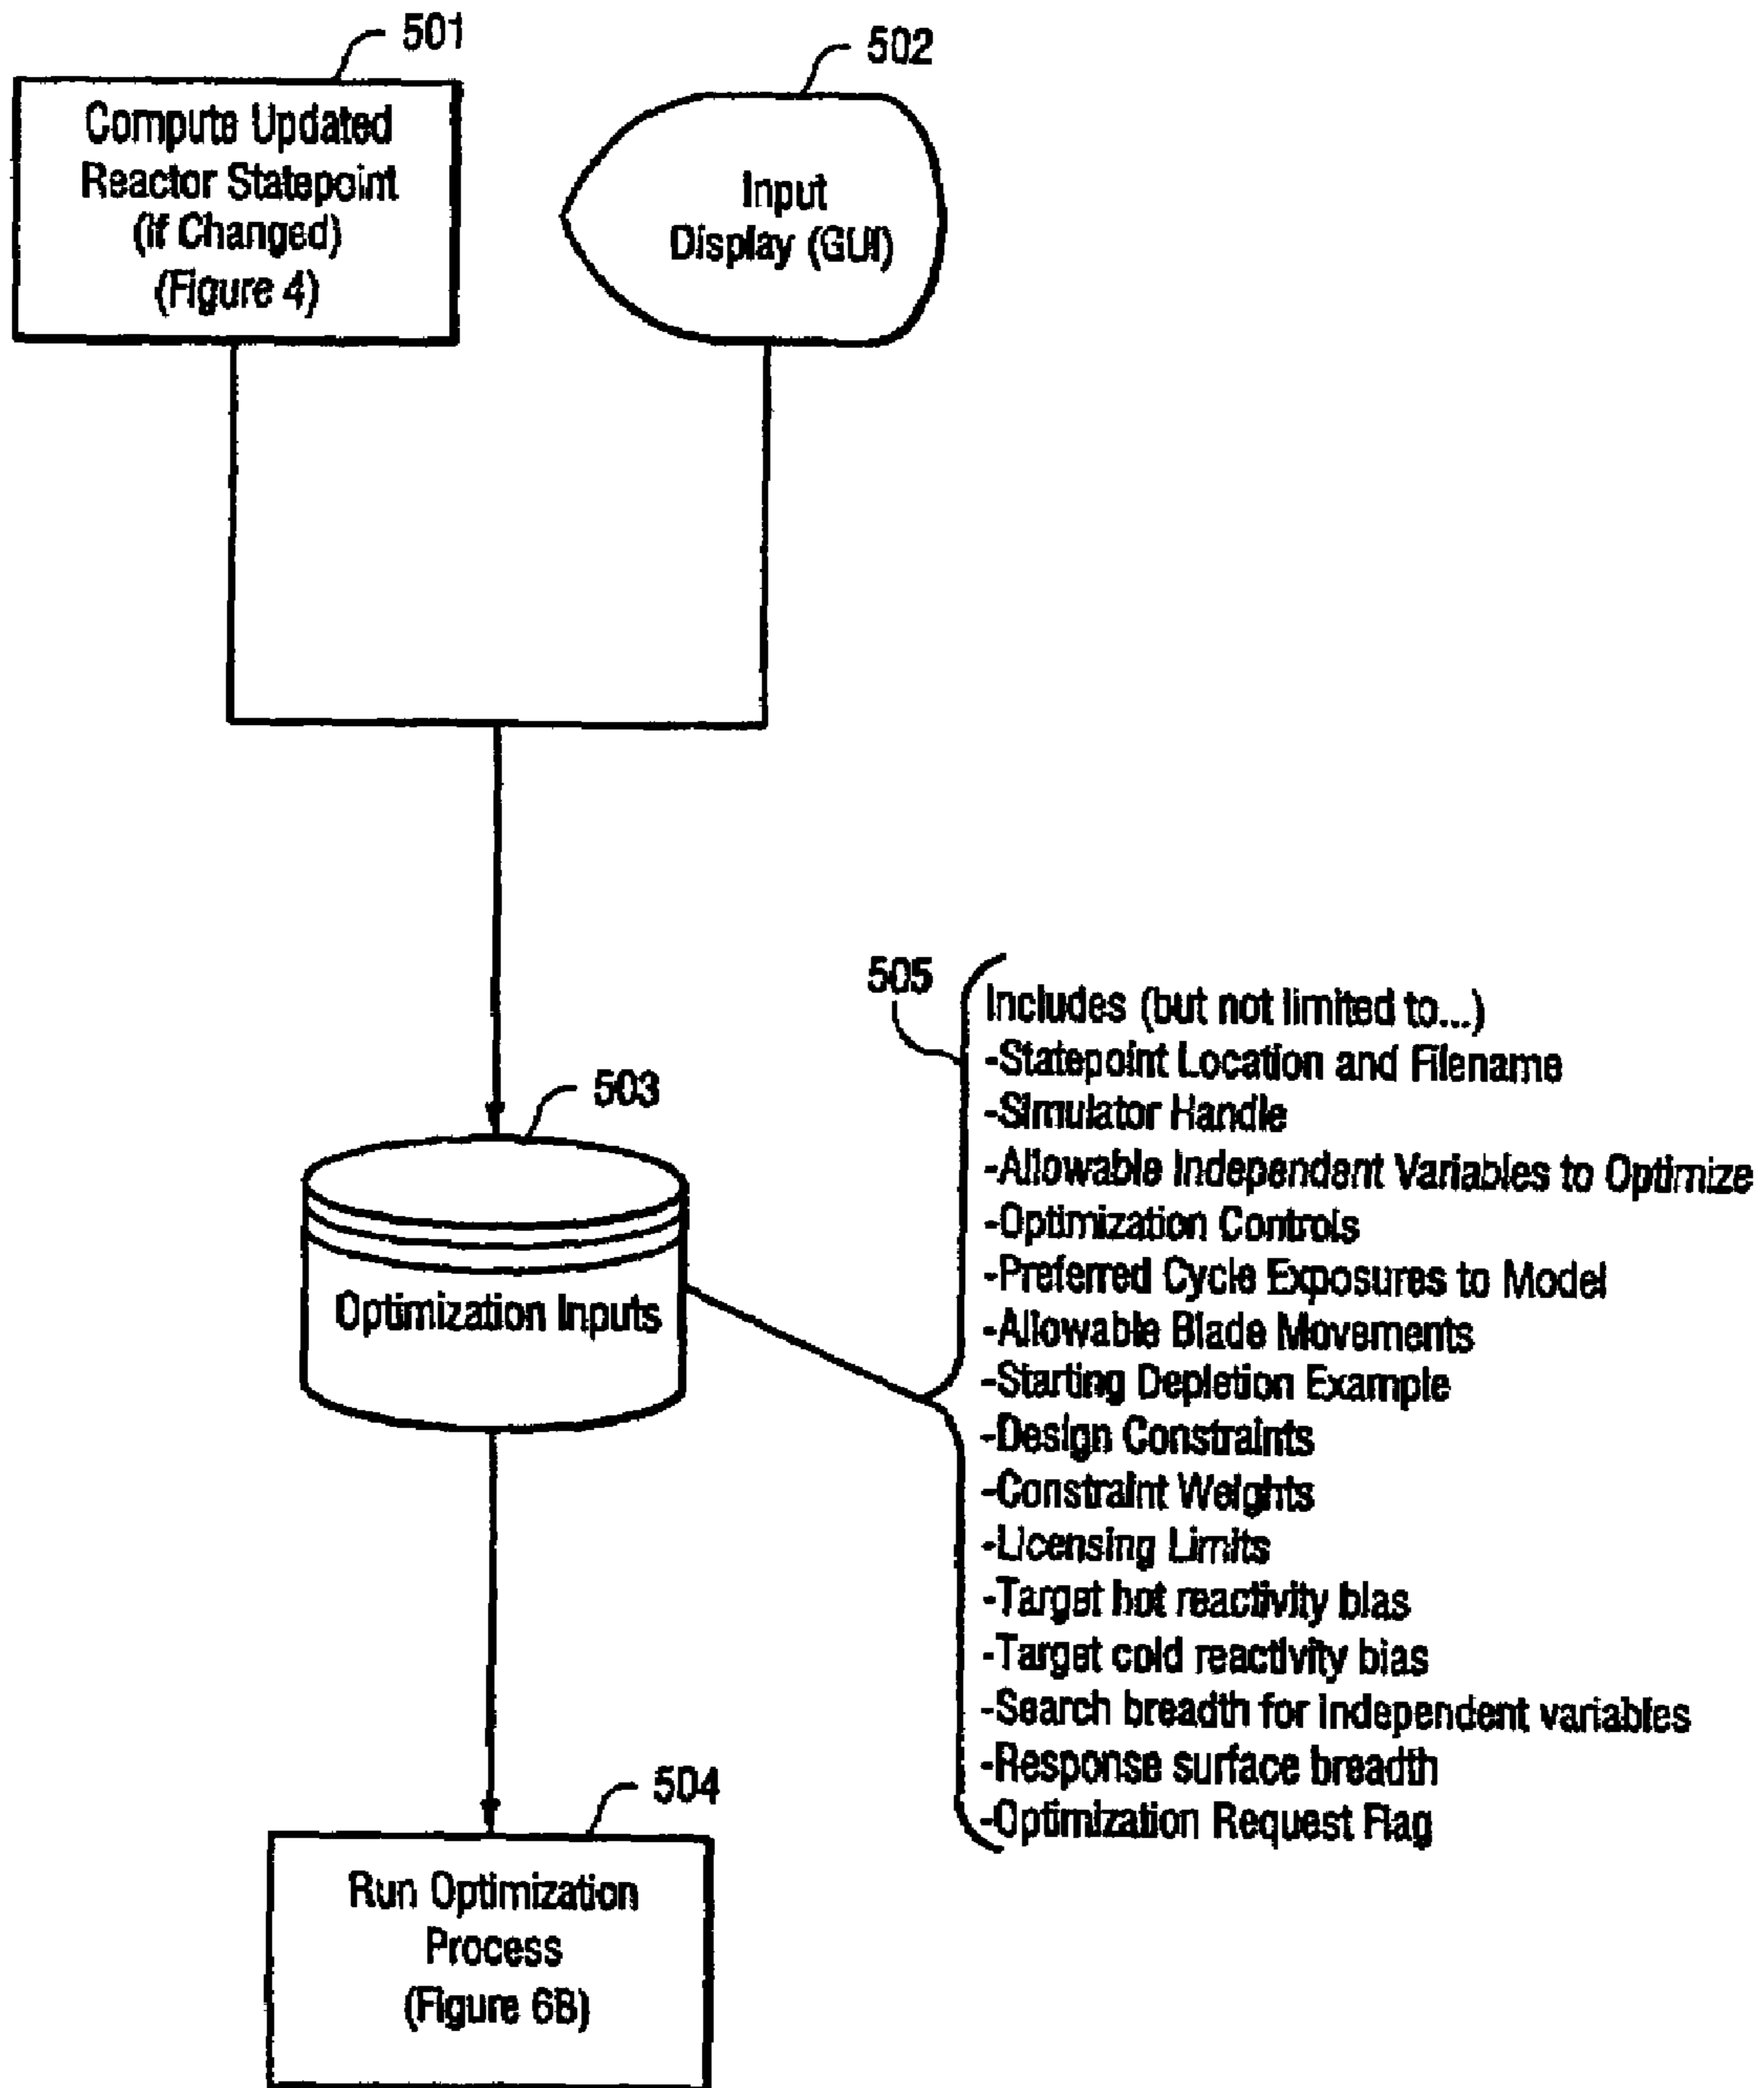 501
Compute Updated
Reactor Statepoint
(if Changed)
(Figure 4)
502
Input
Display (GUI)
503
Optimization Inputs
505
Includes (but not limited to...)
-Statepoint Location and Filename
-Simulator Handle
-Allowable Independent Variables to Optimize
-Optimization Controls
-Preferred Cycle Exposures to Model
-Allowable Blade Movements
-Starting Depletion Example
-Design Constraints
-Constraint Weights
-Licensing Limits
-Target hot reactivity bias
-Target cold reactivity bias
-Search breadth for independent variables
-Response surface breadth
-Optimization Request Flag
504
Run Optimization
Process
(Figure 6B)